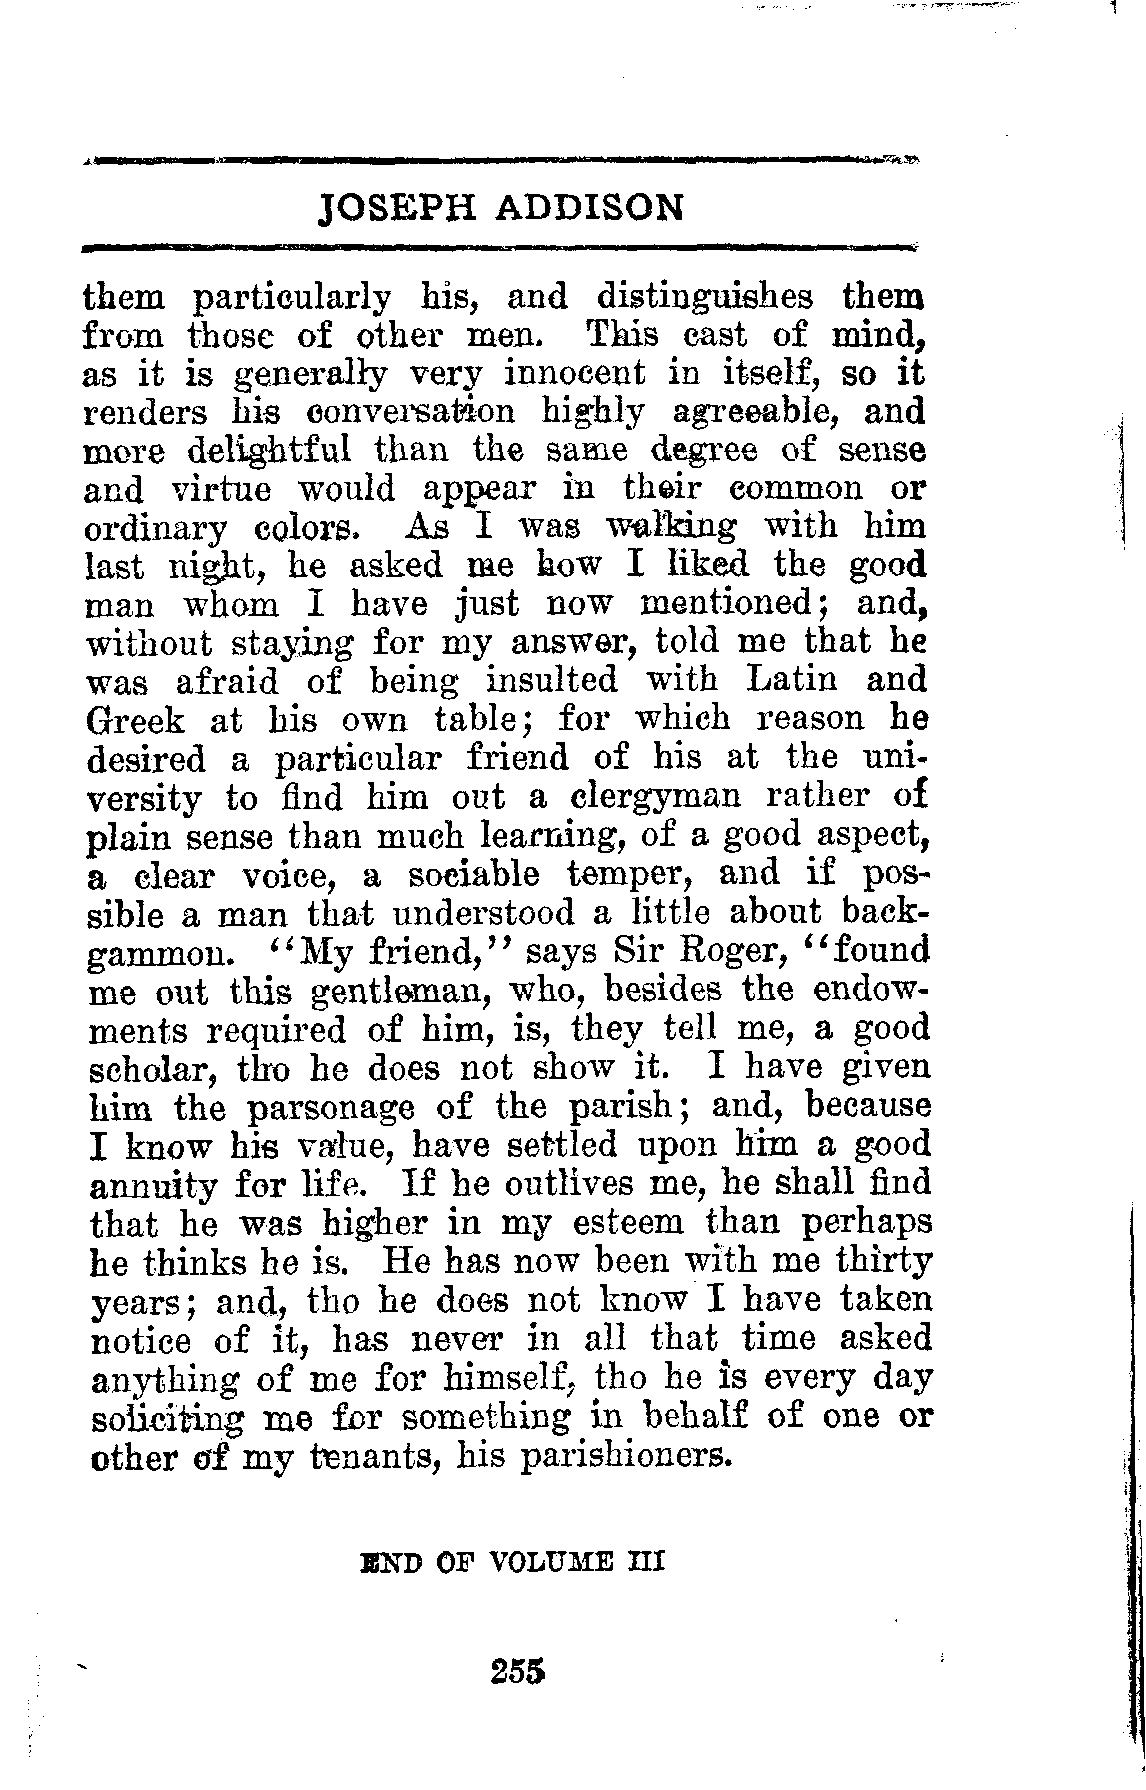 JOSEPH ADDISON
them particularly his, and distinguishes them
from those of other men. This cast of mind,
as it is generally very innocent in itself, so it
renders his conversation highly agreeable, and
more delightful than the same degree of sense
and virtue would appear in their common or
ordinary colors. As I was walking with him
last night, he asked me how I liked the good
man whom I have just now mentioned; and,
without staying for my answer, told me that he
was afraid of being insulted with Latin and
Greek at his own table; for which reason he
desired a particular friend of his at the uni-
versity to find him out a clergyman rather of
plain sense than much learning, of a good aspect,
a clear voice, a sociable temper, and if pos-
sible a man that understood a little about back-
gammon. "My friend," says Sir Roger, "found
me out this gentleman, who, besides the endow-
ments required of him, is, they tell me, a good
scholar, tho he does not show it. I have given
him the parsonage of the parish; and, because
I know his value, have settled upon him a good
annuity for life. If he outlives me, he shall find
that he was higher in my esteem than perhaps
he thinks he is. He has now been with me thirty
years; and, tho he does not know I have taken
notice of it, has never in all that time asked
anything of me for himself, tho he is every day
soliciting me for something in behalf of one or
other of my tenants, his parishioners.
END OF VOLUME III
255